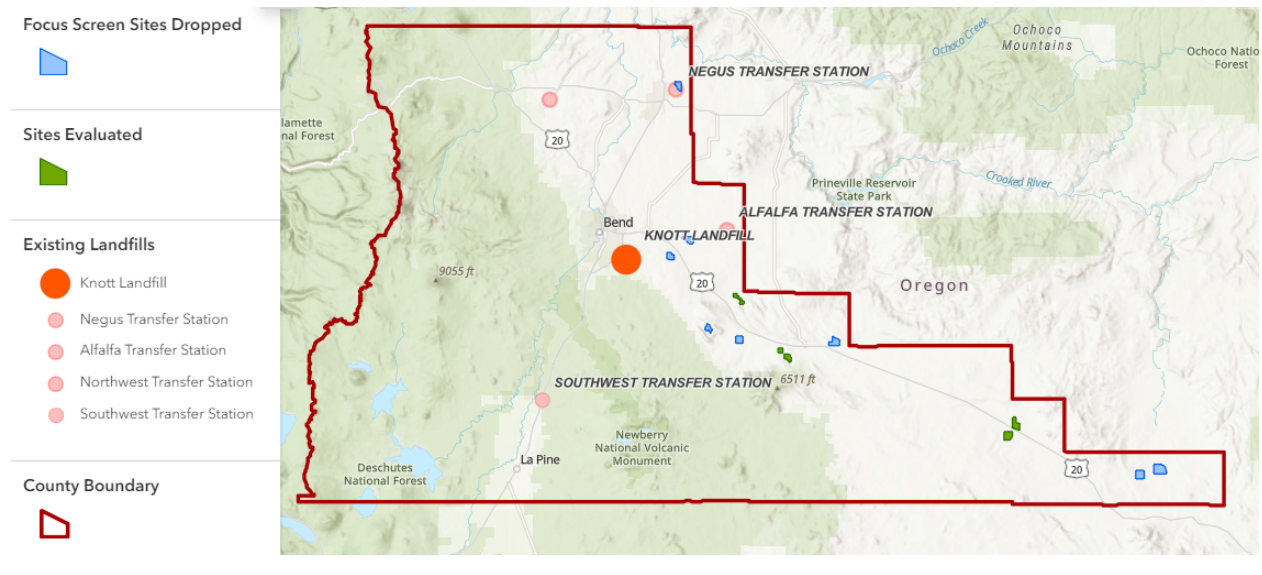 Focus Screen Sites Dropped
Sites Evaluated
Existing Landfills
Knott Landfill
Negus Transfer Station
Alfalfa Transfer Station
Northwest Transfer Station
Southwest Transfer Station
County Boundary
Ochoco Creek
Ochoco
Mountains
Ochoco Natio
Forest
NEGUS TRANSFER STATION
lamette
nal Forest
20
Prineville Reservoir
State Park
Crooked River
ALFALFA TRANSFER STATION
Bend
KNOTT LANDFILL
9055 ft
20
Oregon
SOUTHWEST TRANSFER STATION
6511 ft
Newberry
National Volcanic
Monument
La Pine
Deschutes
National Forest
20